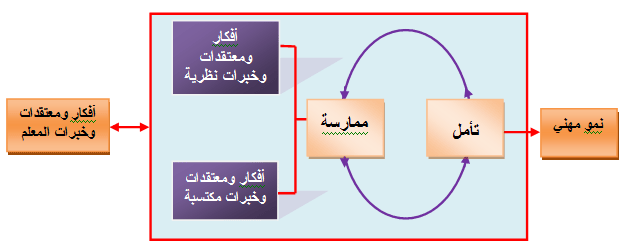 أفكار
ومعتقدات
وخبرات نظرية
أفكار ومعتقدات
وخبرات المعلم
ممارسة
تأمل
نمو مهني
أفكار ومعتقدات
وخبرات مكتسبة